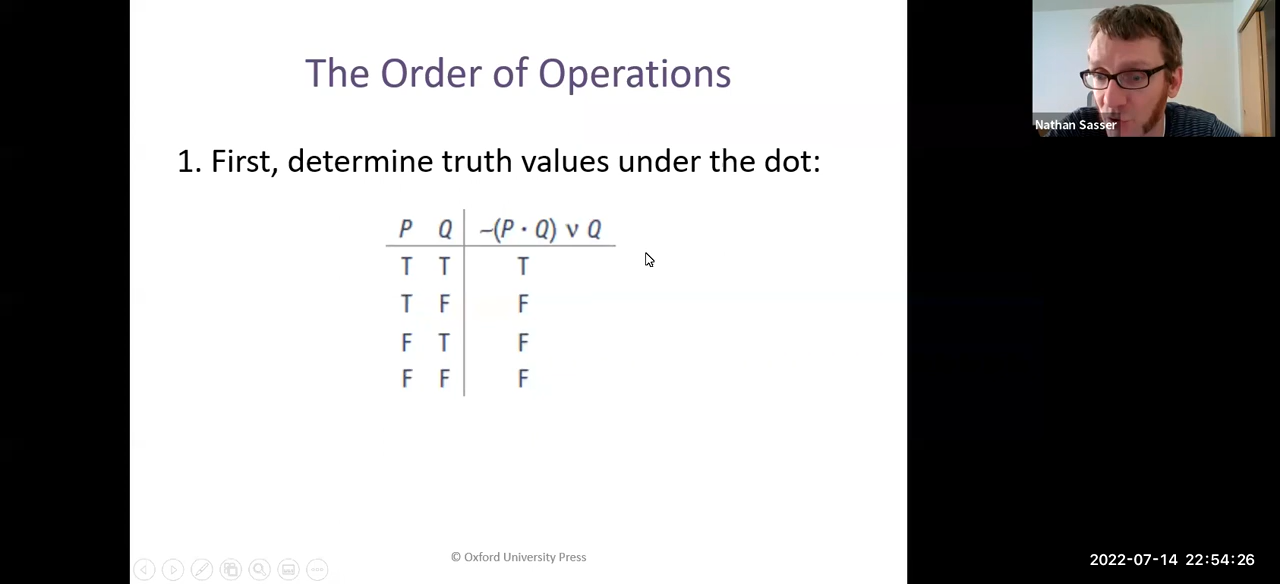 The Order of Operations
Nathan Sasser
1. First, determine truth values under the dot:
P Q ~(P · Q) v Q
T T T
T F F
F T F
F F F
© Oxford University Press
2022-07-14 22:54:26